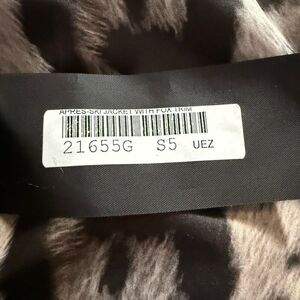 APRES-SKI JACKET WITH FOX TRIM
21655G S5 UEZ